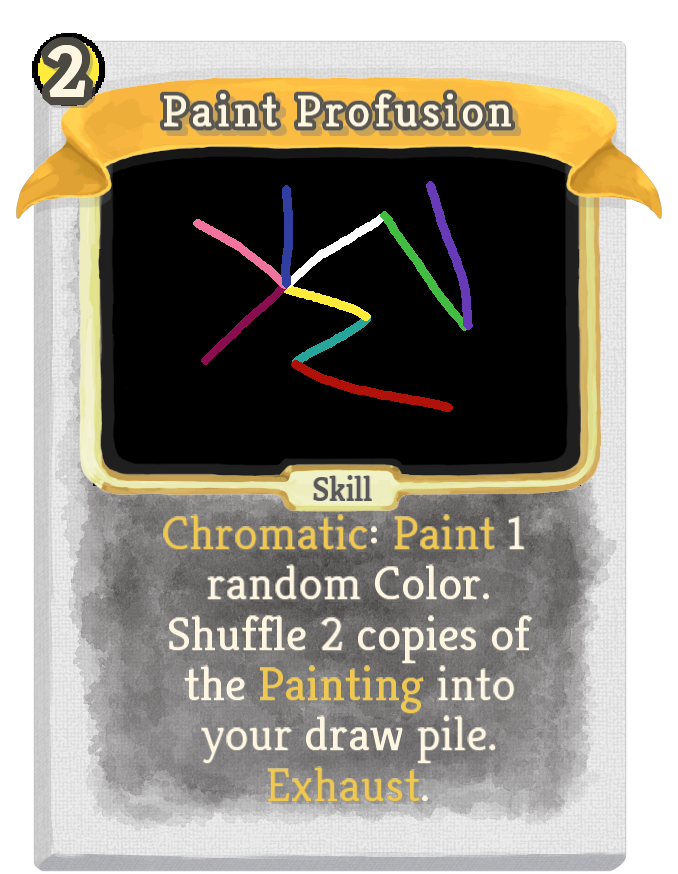 2
Paint Profusion
Skill
Chromatic: Paint 1
random Color.
Shuffle 2 copies of
the Painting into
your draw pile.
Exhaust.